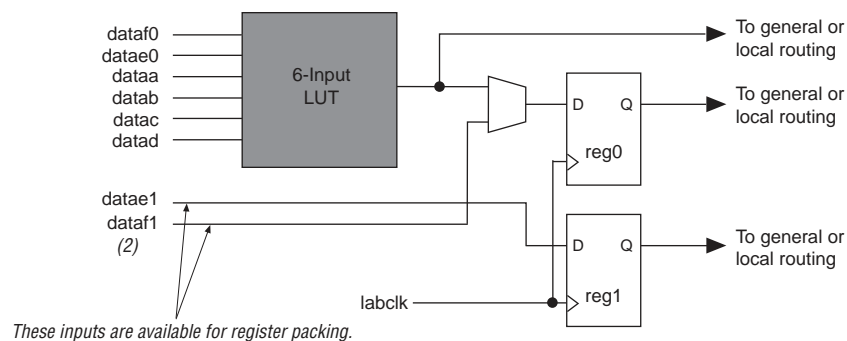 dataf0
datae0
dataa
datab
datac
datad
6-Input
LUT
To general or
local routing
D Q
reg0
To general or
local routing
datae1
dataf1
(2)
D Q
reg1
To general or
local routing
labclk
These inputs are available for register packing.